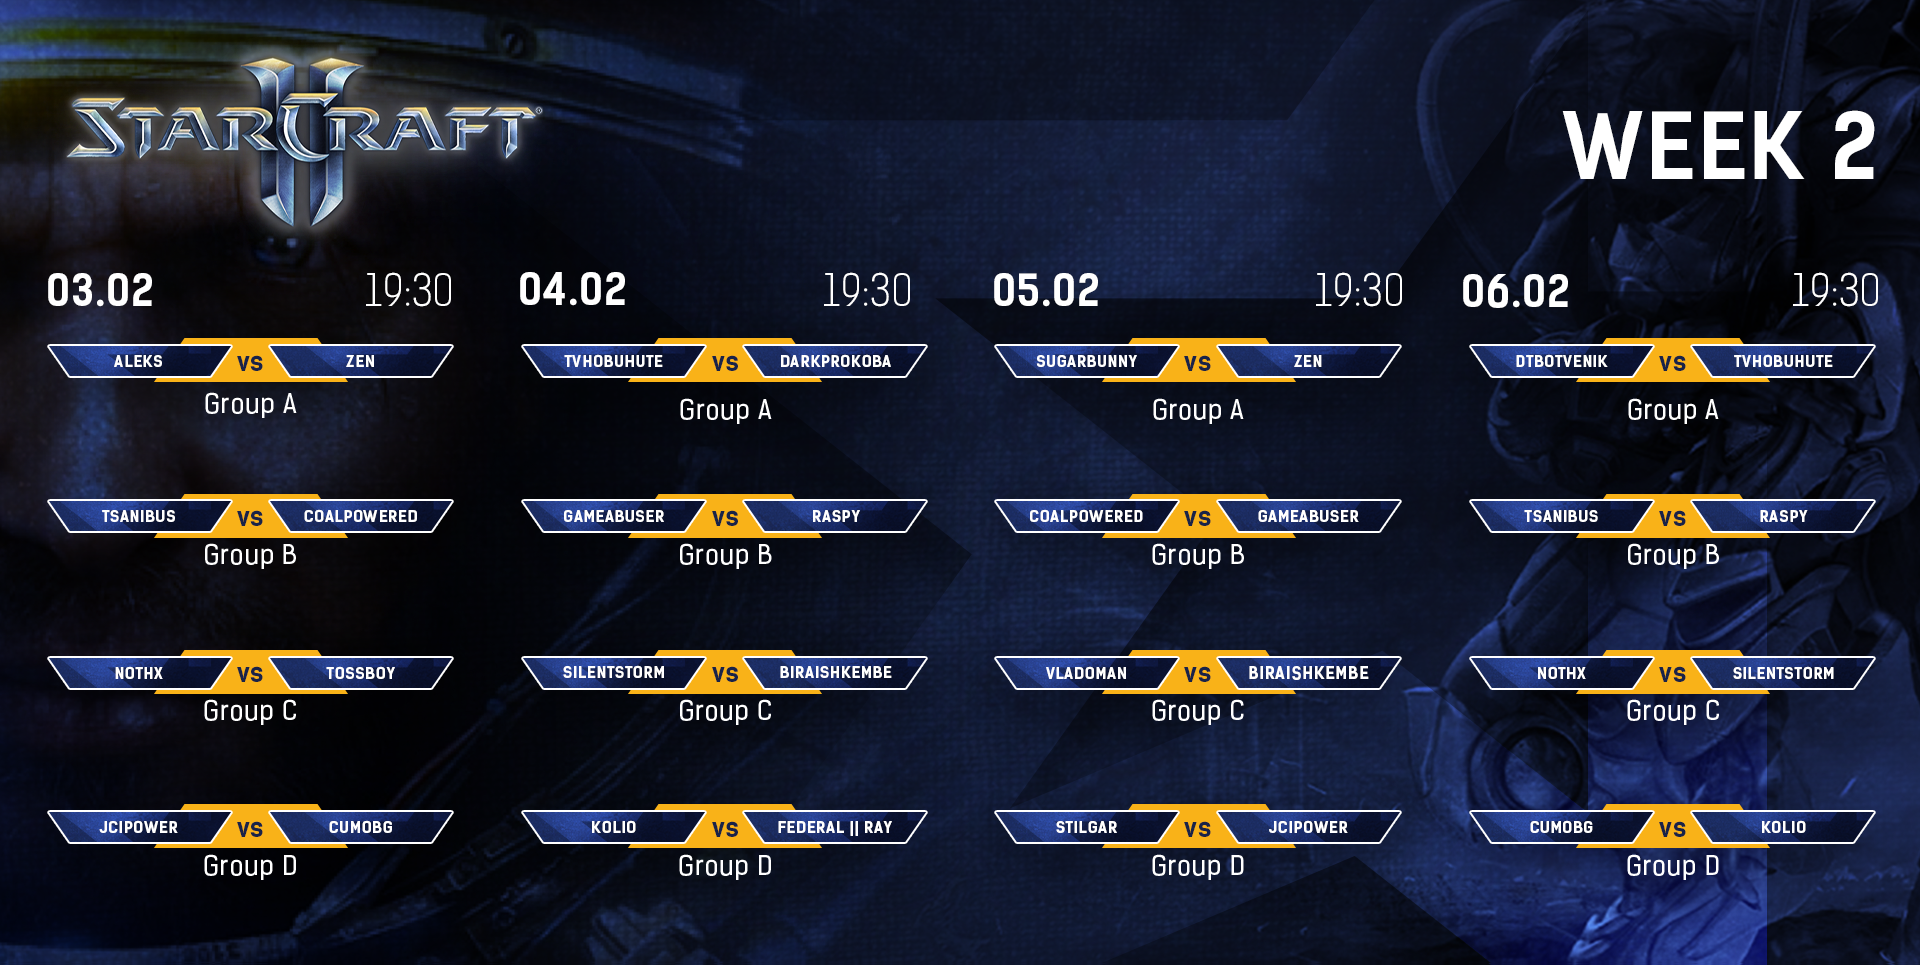 STARCRAFT II
WEEK 2
03.02 19:30
ALEKS VS ZEN
Group A
TSANIBUS VS COALPOWERED
Group B
NOTHX VS TOSSBOY
Group C
JCIPOWER VS CUMOBG
Group D
04.02 19:30
TVHOBUHUTE VS DARKPROKOBA
Group A
GAMEABUSER VS RASPY
Group B
SILENTSTORM VS BIRAISHKEMBE
Group C
KOLIO VS FEDERAL || RAY
Group D
05.02 19:30
SUGARBUNNY VS ZEN
Group A
COALPOWERED VS GAMEABUSER
Group B
VLADOMAN VS BIRAISHKEMBE
Group C
STILGAR VS JCIPOWER
Group D
06.02 19:30
DTBOTVENIK VS TVHOBUHUTE
Group A
TSANIBUS VS RASPY
Group B
NOTHX VS SILENTSTORM
Group C
CUMOBG VS KOLIO
Group D